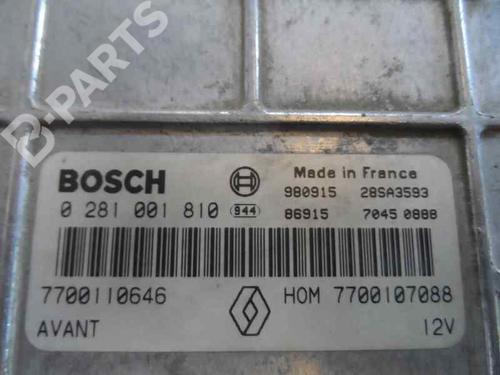 B-PARTS
BOSCH
Made in France
980915 28SA3593
0 281 001 810 944
86915 7045 0888
7700110646 HOM 7700107088
AVANT 12V